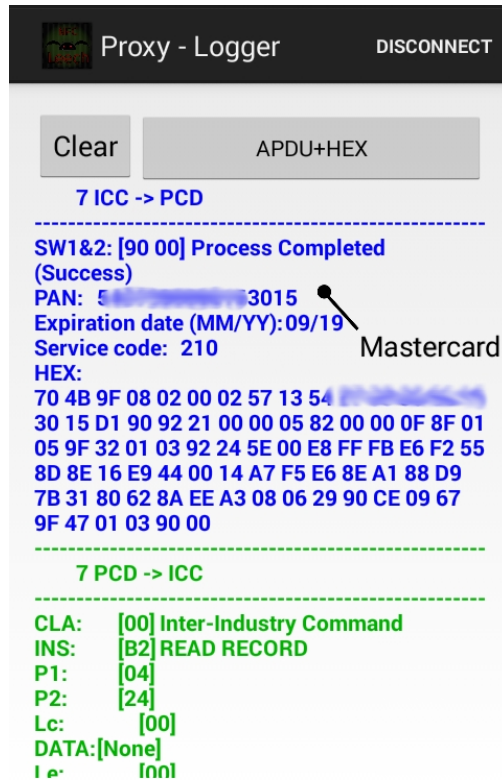 Proxy - Logger
DISCONNECT
Clear
APDU+HEX
7 ICC -> PCD
SW1&2: [90 00] Process Completed
(Success)
PAN: 5 3015
Expiration date (MM/YY): 09/19
Mastercard
Service code: 210
HEX:
70 4B 9F 08 02 00 02 57 13 54
30 15 D1 90 92 21 00 00 05 82 00 00 0F 8F 01
05 9F 32 01 03 92 24 5E 00 E8 FF FB E6 F2 55
8D 8E 16 E9 44 00 14 A7 F5 E6 8E A1 88 D9
7B 31 80 62 8A EE A3 08 06 29 90 CE 09 67
9F 47 01 03 90 00
7 PCD -> ICC
CLA: [00] Inter-Industry Command
INS: [B2] READ RECORD
P1: [04]
P2: [24]
Lc: [00]
DATA:[None]
Le: [00]